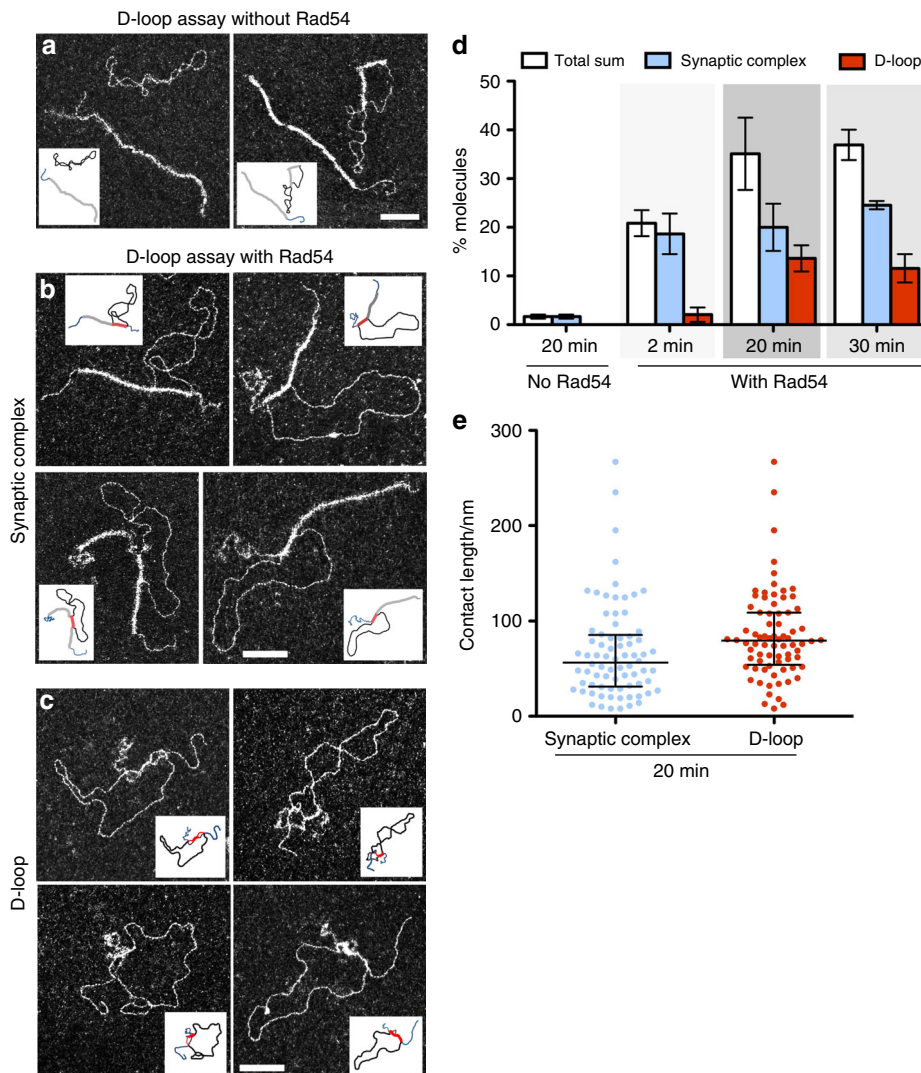 D-loop assay without Rad54
a
D-loop assay with Rad54
b
Synaptic complex
c
D-loop
d
Total sum Synaptic complex D-loop
% molecules
50
40
30
20
10
0
20 min 2 min 20 min 30 min
No Rad54 With Rad54
e
Contact length/nm
300
200
100
0
Synaptic complex D-loop
20 min